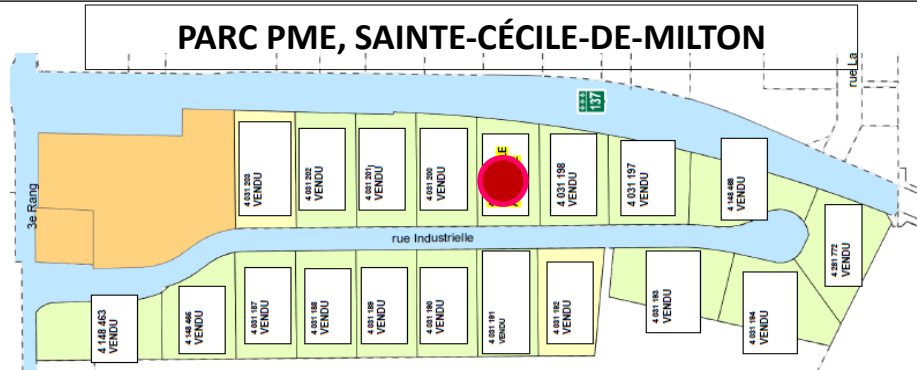 PARC PME, SAINTE-CÉCILE-DE-MILTON
rue La
137
3e Rang
4 031 203
VENDU
4 031 202
VENDU
4 031 201
VENDU
4 031 200
VENDU
4 031 198
VENDU
4 031 197
VENDU
4 148 468
VENDU
rue Industrielle
4 281 772
VENDU
4 148 463
VENDU
4 148 466
VENDU
4 031 187
VENDU
4 031 188
VENDU
4 031 189
VENDU
4 031 190
VENDU
4 031 191
VENDU
4 031 192
VENDU
4 031 193
VENDU
4 031 194
VENDU